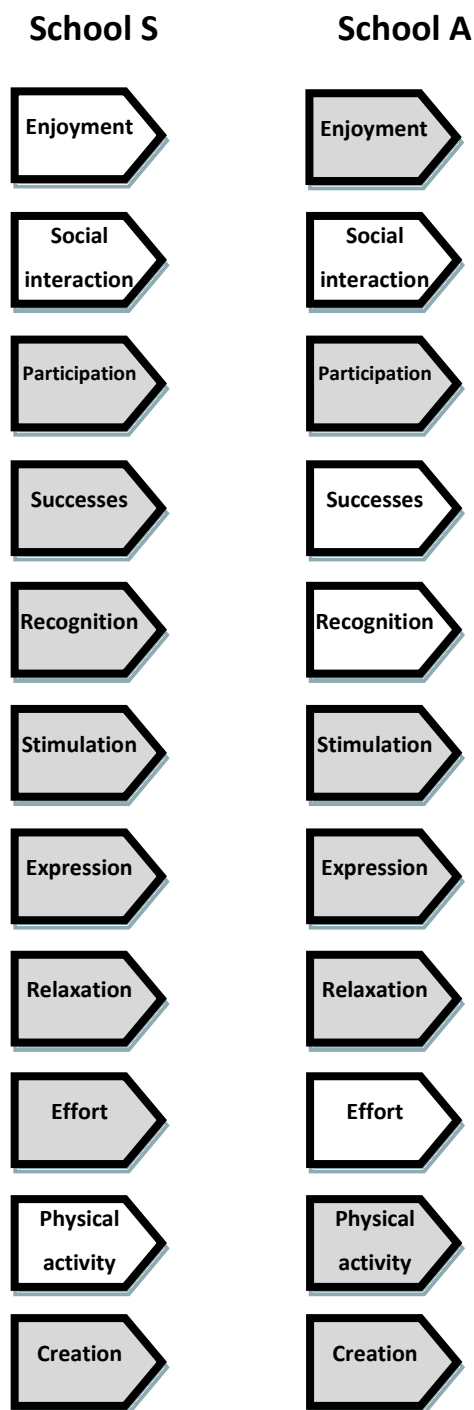 School S School A
Enjoyment Enjoyment
Social Social
interaction interaction
Participation Participation
Successes Successes
Recognition Recognition
Stimulation Stimulation
Expression Expression
Relaxation Relaxation
Effort Effort
Physical Physical
activity activity
Creation Creation